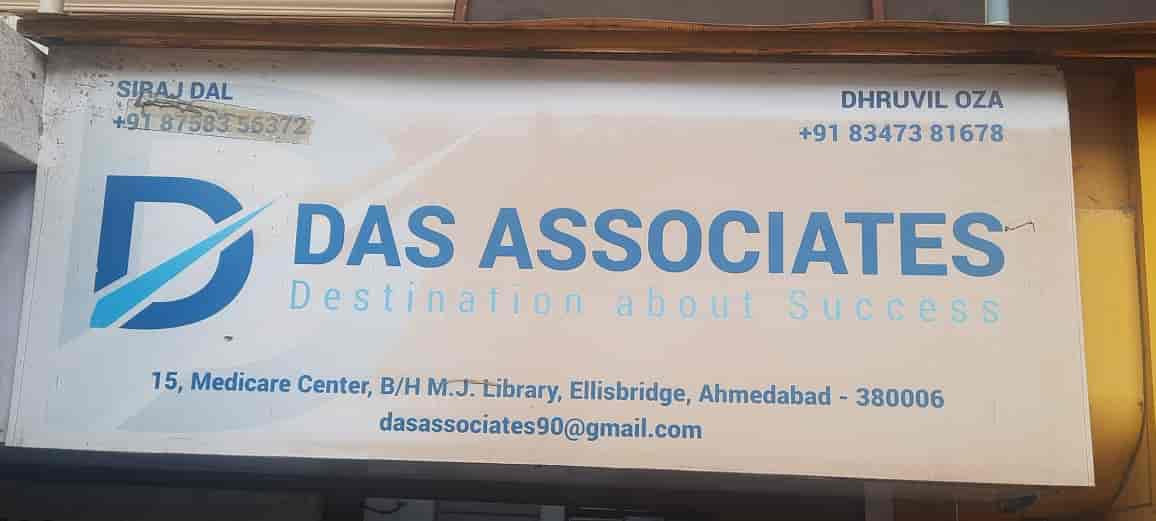 SIRAJ DAL
+91 87583 56372
DHRUVIL OZA
+91 83473 81678
DAS ASSOCIATES
Destination about Success
15, Medicare Center, B/H M.J. Library, Ellisbridge, Ahmedabad - 380006
dasassociates90@gmail.com